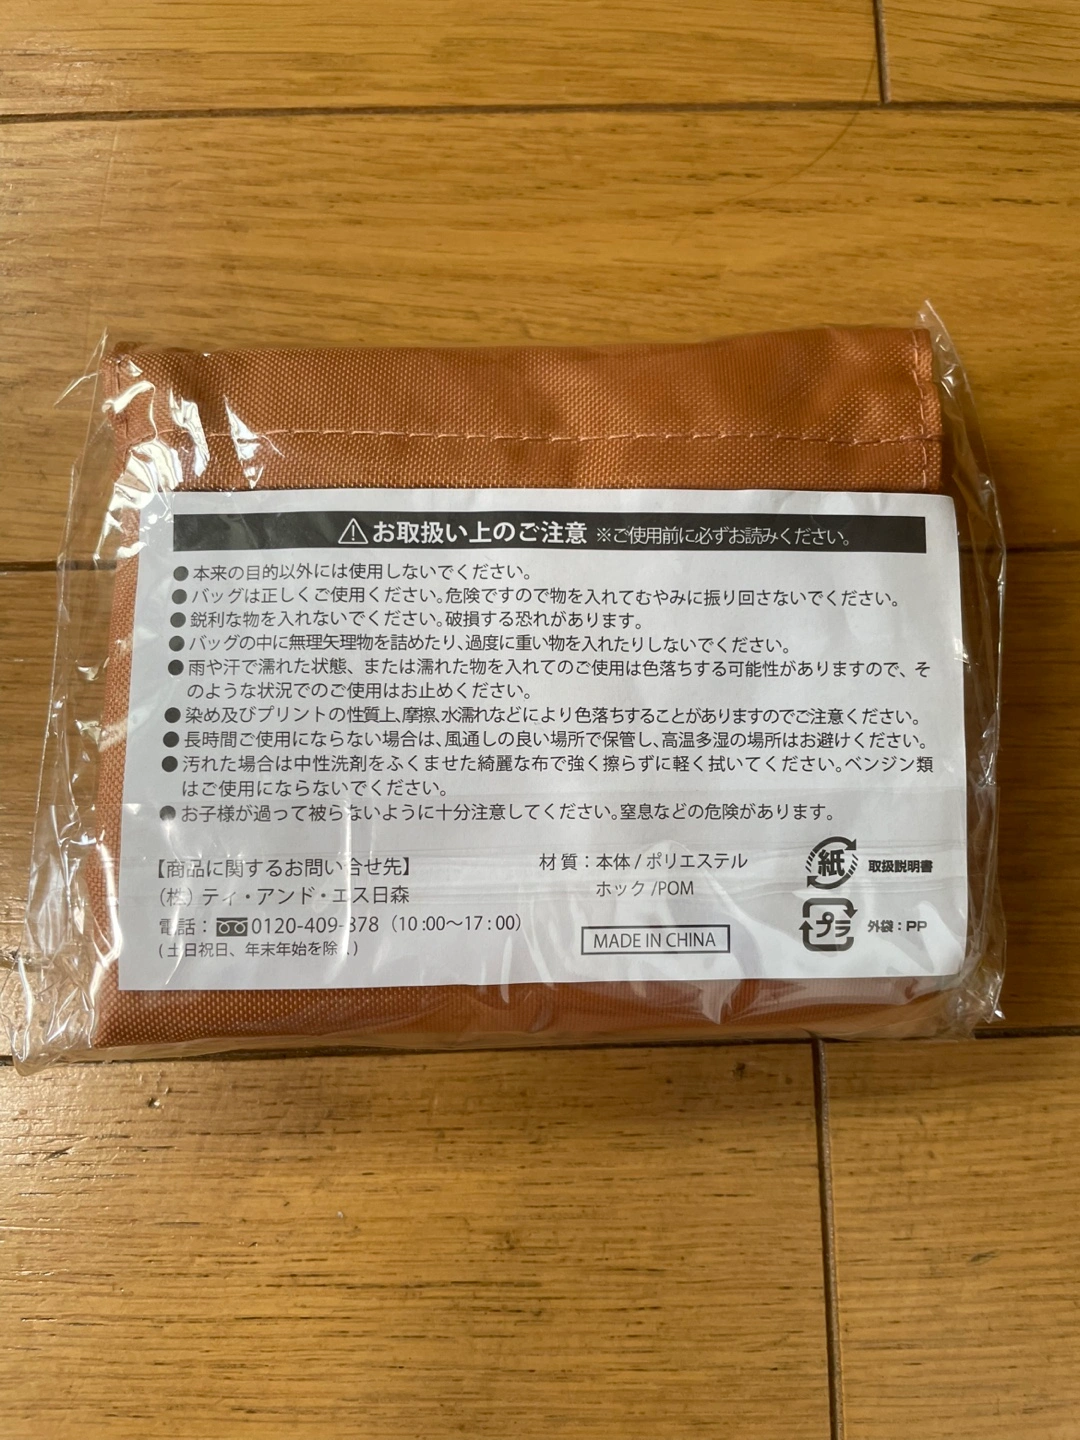 ⚠お取扱い上のご注意 ※ご使用前に必ずお読みください。
●本来の目的以外には使用しないでください。
●バッグは正しくご使用ください。危険ですので物を入れてむやみに振り回さないでください。
●鋭利な物を入れないでください。破損する恐れがあります。
●バッグの中に無理矢理物を詰めたり、過度に重い物を入れたりしないでください。
●雨や汗で濡れた状態、または濡れた物を入れてのご使用は色落ちする可能性がありますので、そ
のような状況でのご使用はお止めください。
●染め及びプリントの性質上、摩擦、水濡れなどにより色落ちすることがありますのでご注意ください。
●長時間ご使用にならない場合は、風通しの良い場所で保管し、高温多湿の場所はお避けください。
●汚れた場合は中性洗剤をふくませた綺麗な布で強く擦らずに軽く拭いてください。ベンジン類
はご使用にならないでください。
●お子様が過って被らないように十分注意してください。窒息などの危険があります。
【商品に関するお問い合せ先】
(株) ティ・アンド・エス日森
電話：0120-409-378（10:00〜17:00）
(土日祝日、年末年始を除く)
材質：本体/ポリエステル
ホック/POM
MADE IN CHINA
紙 取扱説明書
プラ 外袋：PP